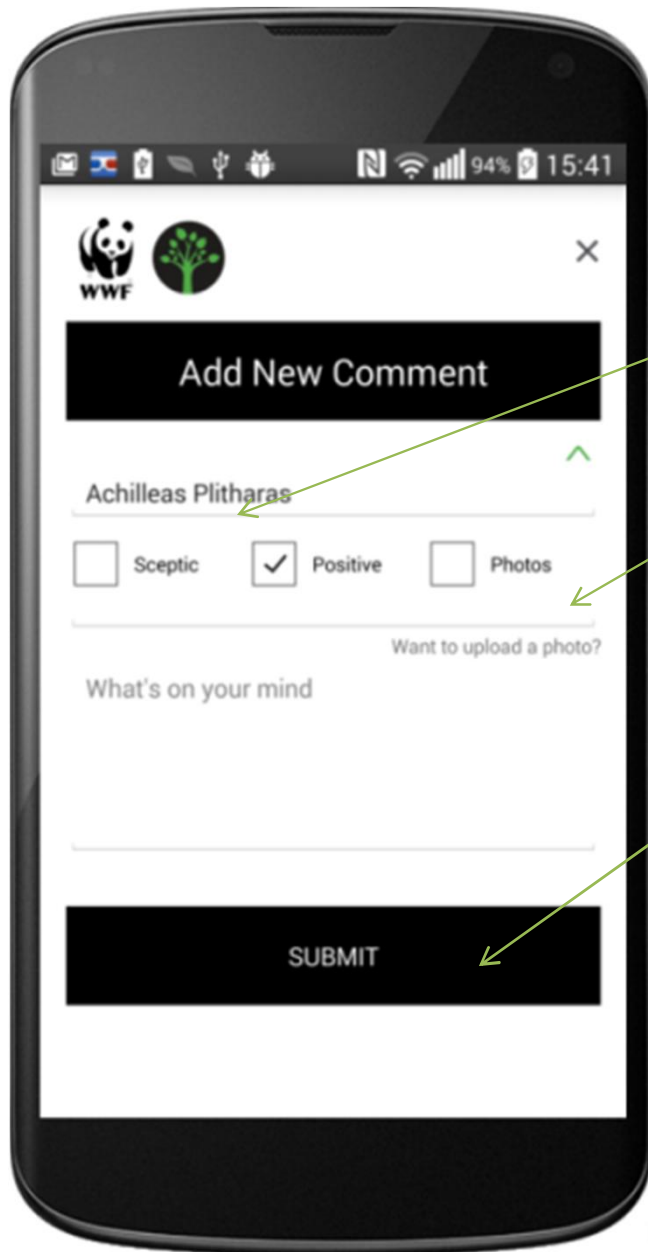 94% 15:41
WWF
Add New Comment
Achilleas Plitharas
Sceptic Positive Photos
Want to upload a photo?
What's on your mind
SUBMIT